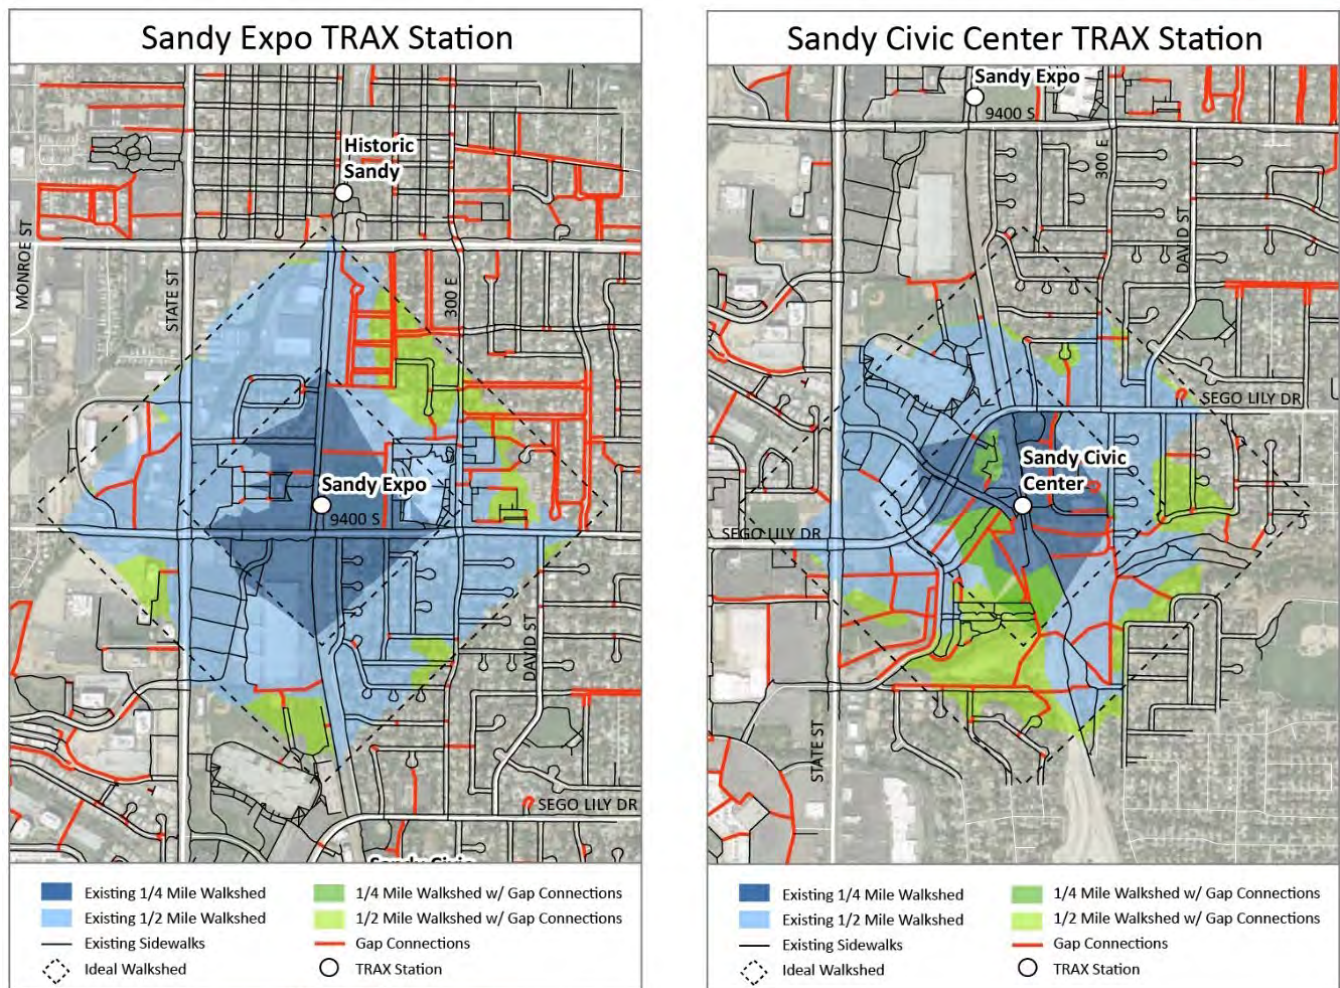 Sandy Expo TRAX Station
Historic
Sandy
MONROE ST
STATE ST
300 E
Sandy Expo
9400 S
DAVID ST
SEGO LILY DR
Existing 1/4 Mile Walkshed
Existing 1/2 Mile Walkshed
Existing Sidewalks
Ideal Walkshed
1/4 Mile Walkshed w/ Gap Connections
1/2 Mile Walkshed w/ Gap Connections
Gap Connections
TRAX Station
Sandy Civic Center TRAX Station
Sandy Expo
9400 S
300 E
DAVID ST
SEGO LILY DR
Sandy Civic
Center
SEGO LILY DR
STATE ST
Existing 1/4 Mile Walkshed
Existing 1/2 Mile Walkshed
Existing Sidewalks
Ideal Walkshed
1/4 Mile Walkshed w/ Gap Connections
1/2 Mile Walkshed w/ Gap Connections
Gap Connections
TRAX Station